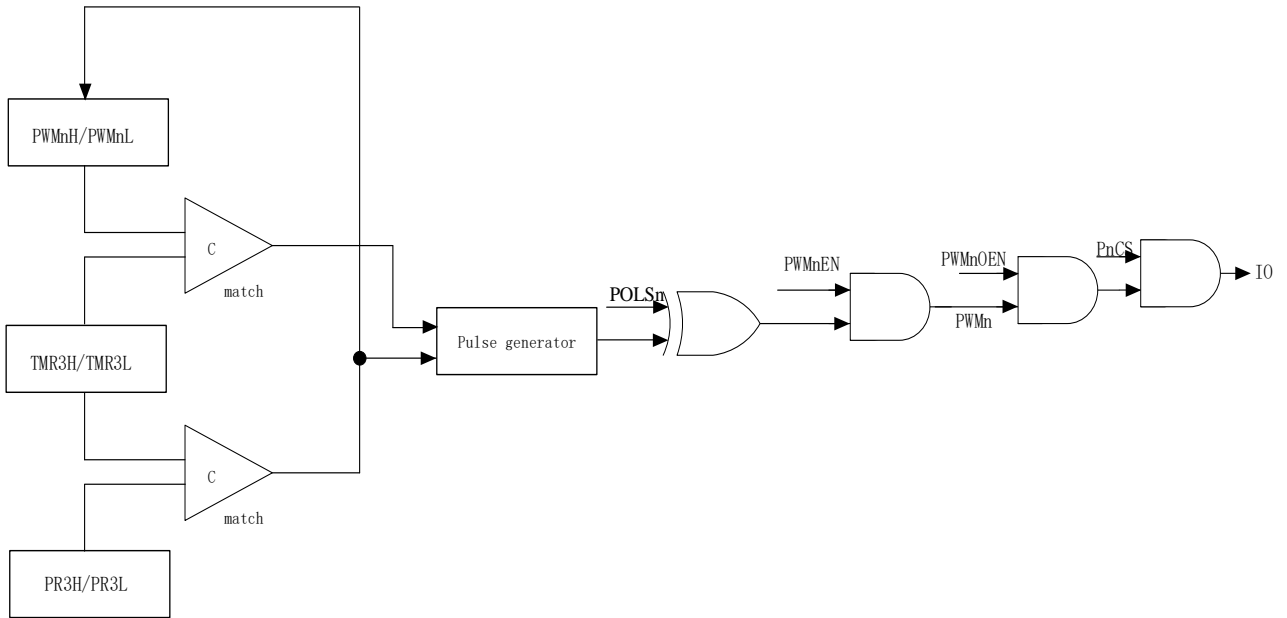 PWMnH/PWMnL
C
match
TMR3H/TMR3L
C
match
PR3H/PR3L
Pulse generator
POLSn
PWMnEN
PWMn
PWMnOEN
PnCS
IO